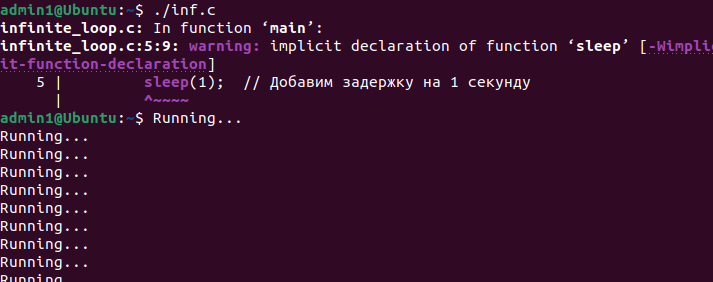 admin1@Ubuntu:~$ ./inf.c
infinite_loop.c: In function ‘main’:
infinite_loop.c:5:9: warning: implicit declaration of function ‘sleep’ [-Wimplic
it-function-declaration]
    5 |         sleep(1);  // Добавим задержку на 1 секунду
      |         ^~~~~
admin1@Ubuntu:~$ Running...
Running...
Running...
Running...
Running...
Running...
Running...
Running...
Running...
Running